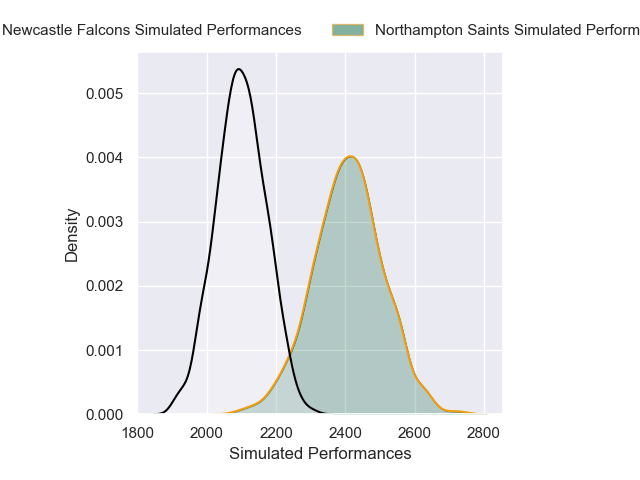 Newcastle Falcons Simulated Performances Northampton Saints Simulated Perform
0.005
0.004
0.003
0.002
0.001
0.000
Density
1800 2000 2200 2400 2600 2800
Simulated Performances